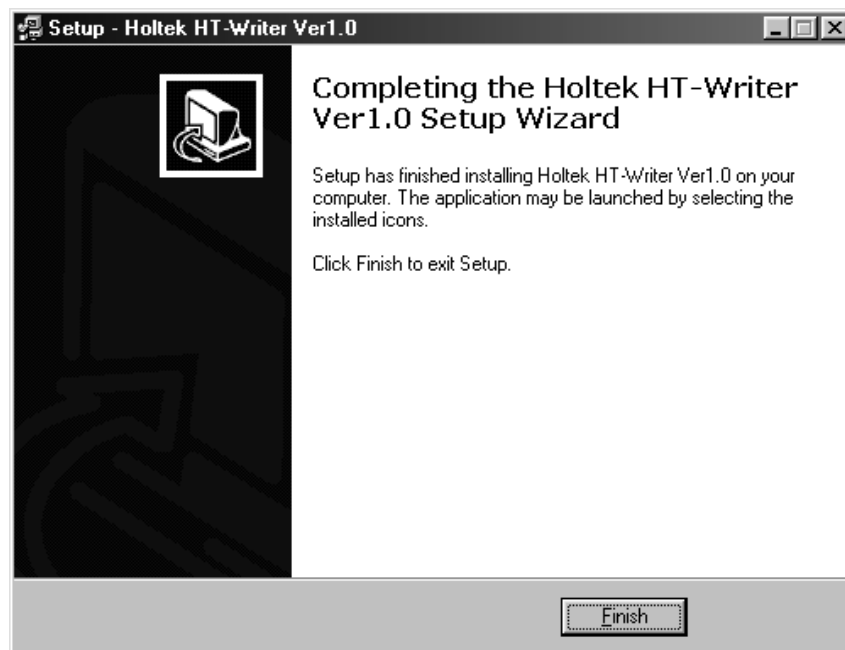 Setup - Holtek HT-Writer Ver1.0
Completing the Holtek HT-Writer
Ver1.0 Setup Wizard
Setup has finished installing Holtek HT-Writer Ver1.0 on your
computer. The application may be launched by selecting the
installed icons.
Click Finish to exit Setup.
Finish